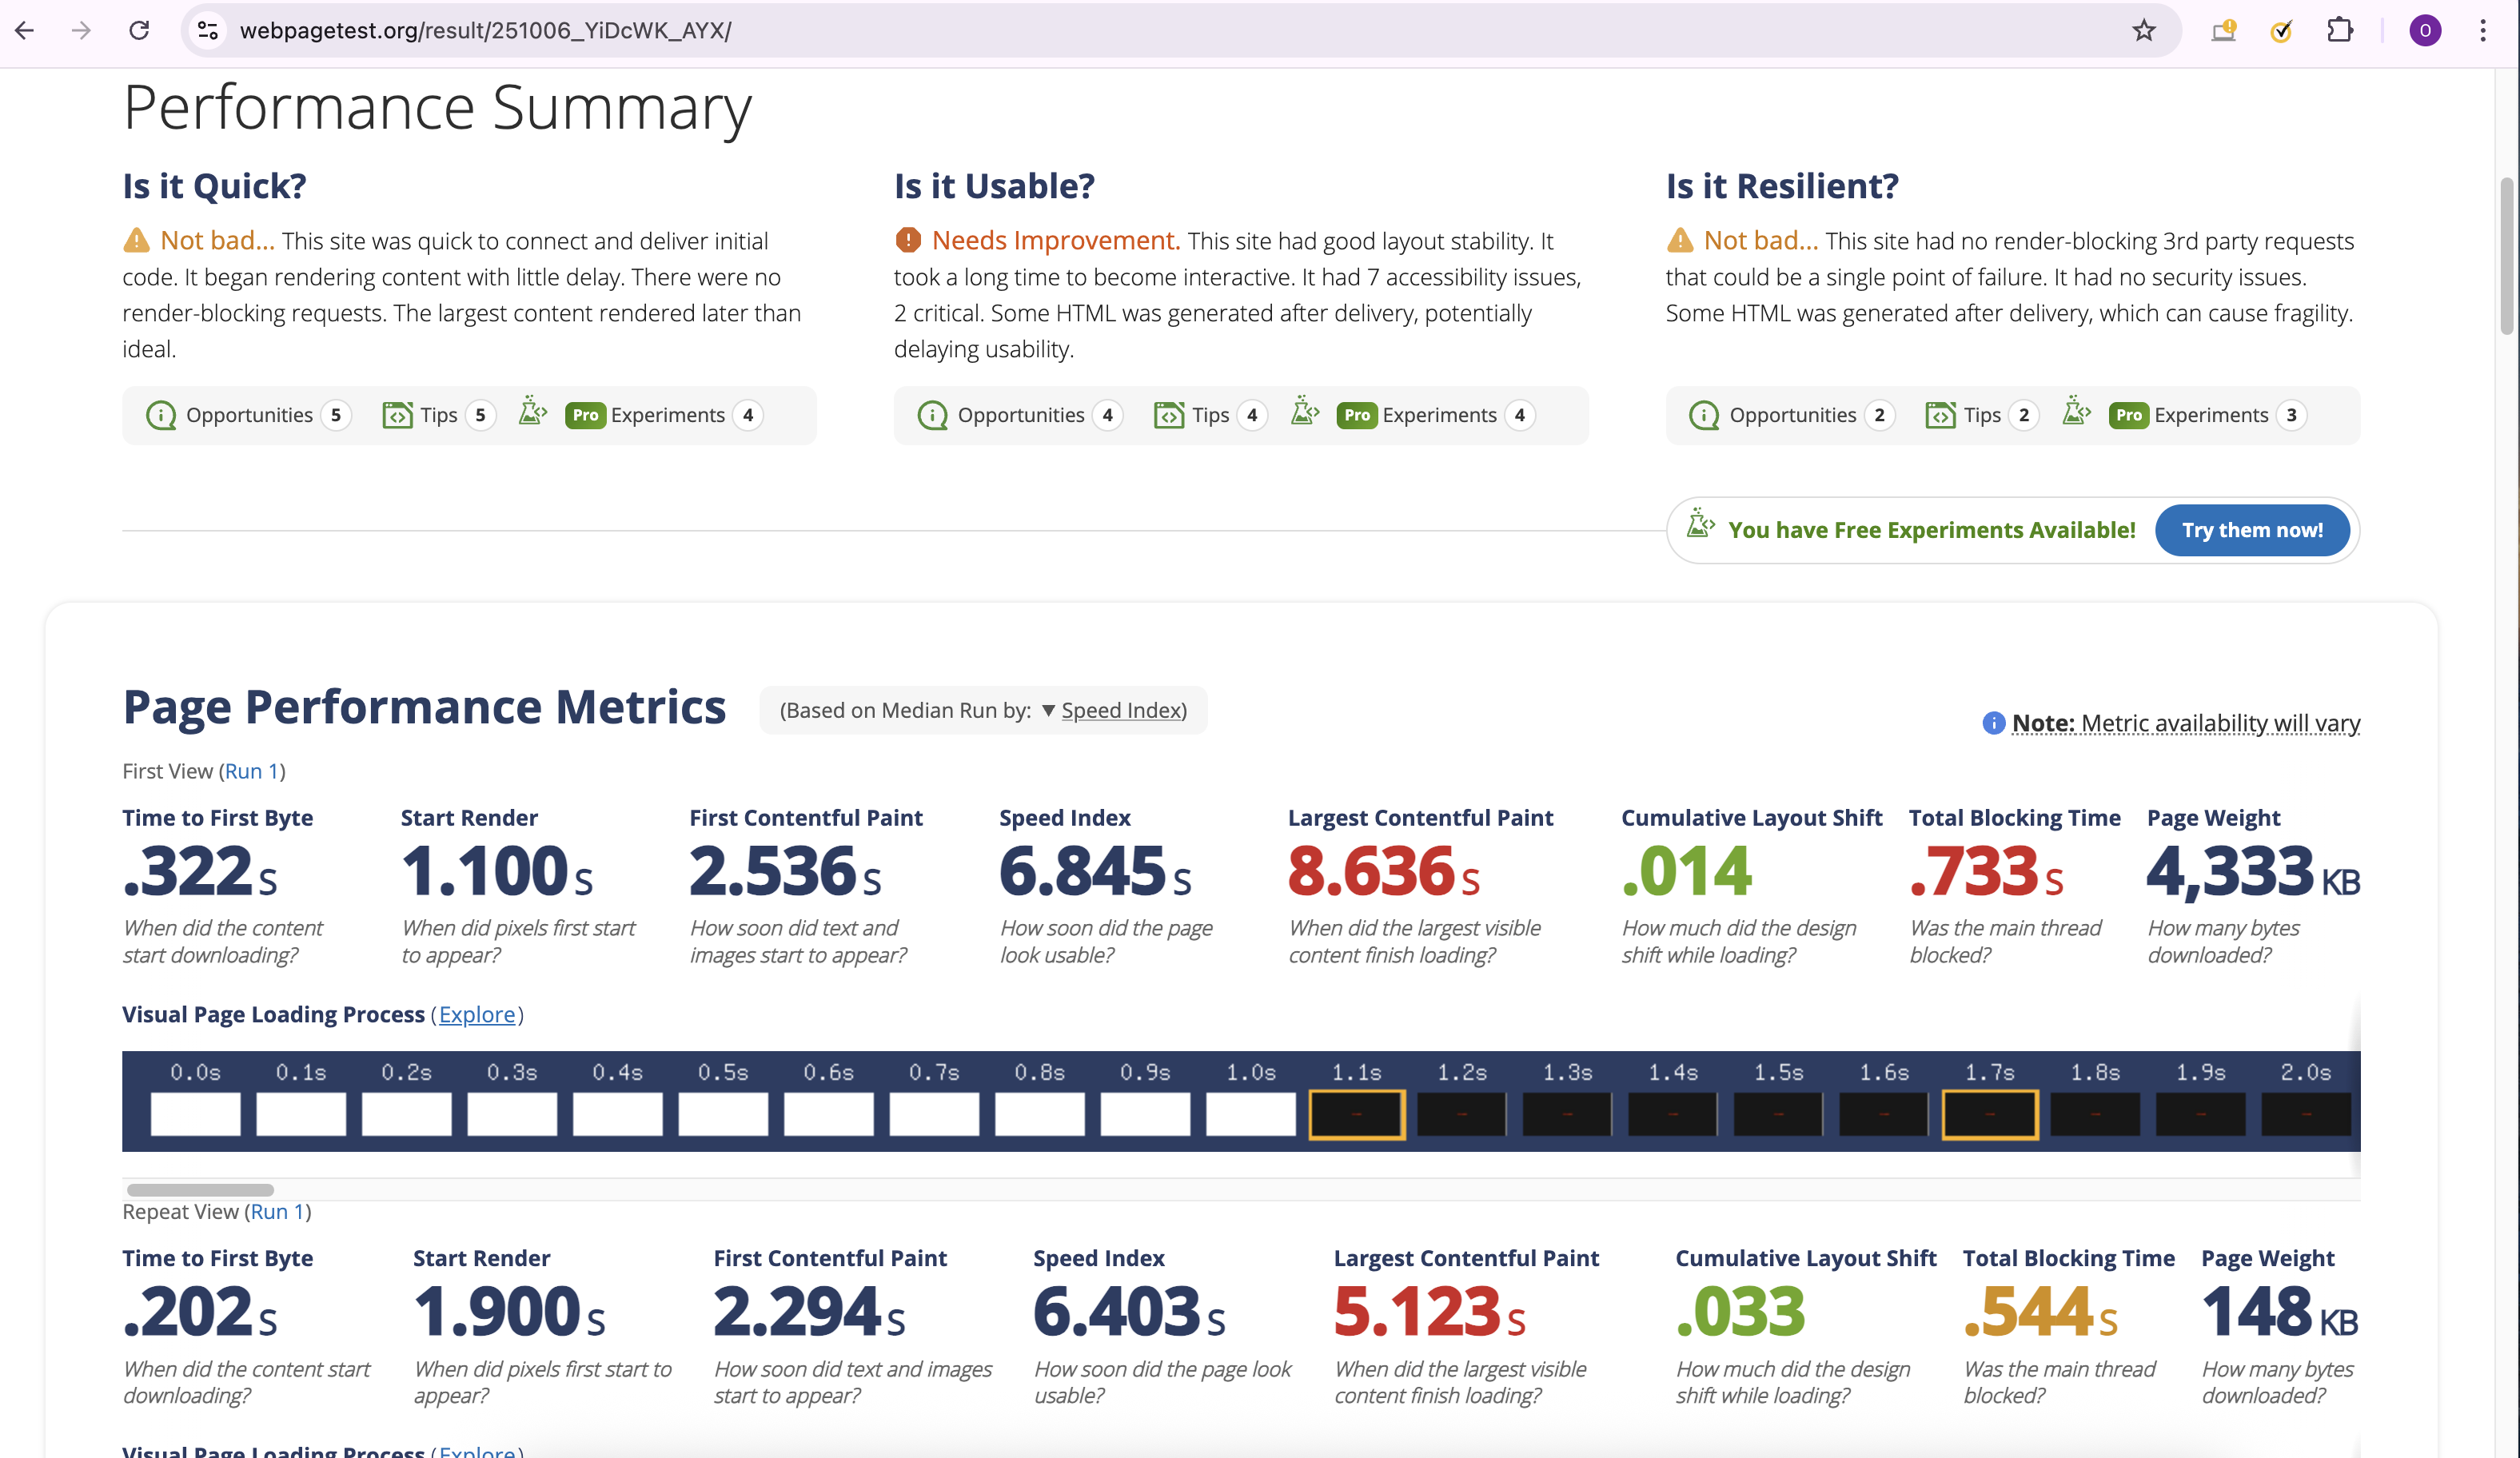 webpagetest.org/result/251006_YiDcWK_AYX/
O
Performance Summary
Is it Quick?
Not bad... This site was quick to connect and deliver initial
code. It began rendering content with little delay. There were no
render-blocking requests. The largest content rendered later than
ideal.
Opportunities 5 Tips 5 Pro Experiments 4
Is it Usable?
Needs Improvement. This site had good layout stability. It
took a long time to become interactive. It had 7 accessibility issues,
2 critical. Some HTML was generated after delivery, potentially
delaying usability.
Opportunities 4 Tips 4 Pro Experiments 4
Is it Resilient?
Not bad... This site had no render-blocking 3rd party requests
that could be a single point of failure. It had no security issues.
Some HTML was generated after delivery, which can cause fragility.
Opportunities 2 Tips 2 Pro Experiments 3
You have Free Experiments Available! Try them now!
Page Performance Metrics (Based on Median Run by: ▼ Speed Index)
Note: Metric availability will vary
First View (Run 1)
Time to First Byte
.322 s
When did the content
start downloading?
Start Render
1.100 s
When did pixels first start
to appear?
First Contentful Paint
2.536 s
How soon did text and
images start to appear?
Speed Index
6.845 s
How soon did the page
look usable?
Largest Contentful Paint
8.636 s
When did the largest visible
content finish loading?
Cumulative Layout Shift
.014
How much did the design
shift while loading?
Total Blocking Time
.733 s
Was the main thread
blocked?
Page Weight
4,333 KB
How many bytes
downloaded?
Visual Page Loading Process (Explore)
0.0s 0.1s 0.2s 0.3s 0.4s 0.5s 0.6s 0.7s 0.8s 0.9s 1.0s 1.1s 1.2s 1.3s 1.4s 1.5s 1.6s 1.7s 1.8s 1.9s 2.0s
Repeat View (Run 1)
Time to First Byte
.202 s
When did the content start
downloading?
Start Render
1.900 s
When did pixels first start to
appear?
First Contentful Paint
2.294 s
How soon did text and images
start to appear?
Speed Index
6.403 s
How soon did the page look
usable?
Largest Contentful Paint
5.123 s
When did the largest visible
content finish loading?
Cumulative Layout Shift
.033
How much did the design
shift while loading?
Total Blocking Time
.544 s
Was the main thread
blocked?
Page Weight
148 KB
How many bytes
downloaded?
Visual Page Loading Process (Explore)